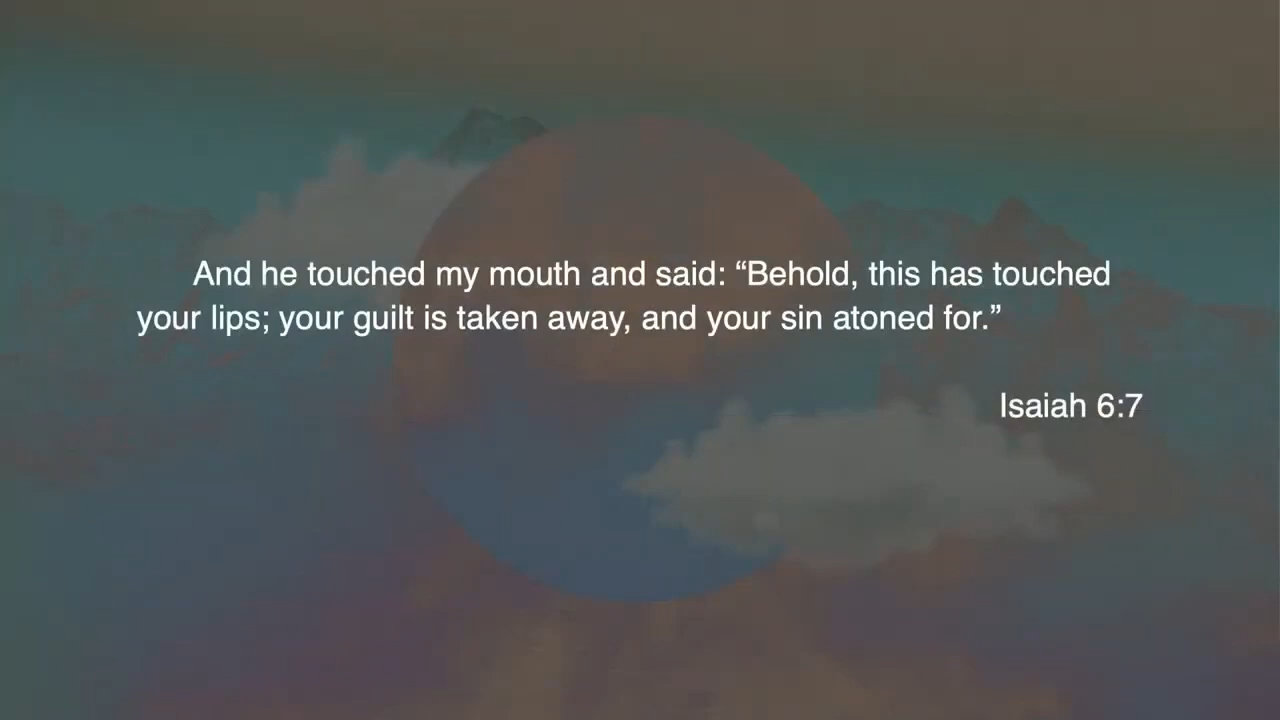 And he touched my mouth and said: “Behold, this has touched
your lips; your guilt is taken away, and your sin atoned for.”
Isaiah 6:7